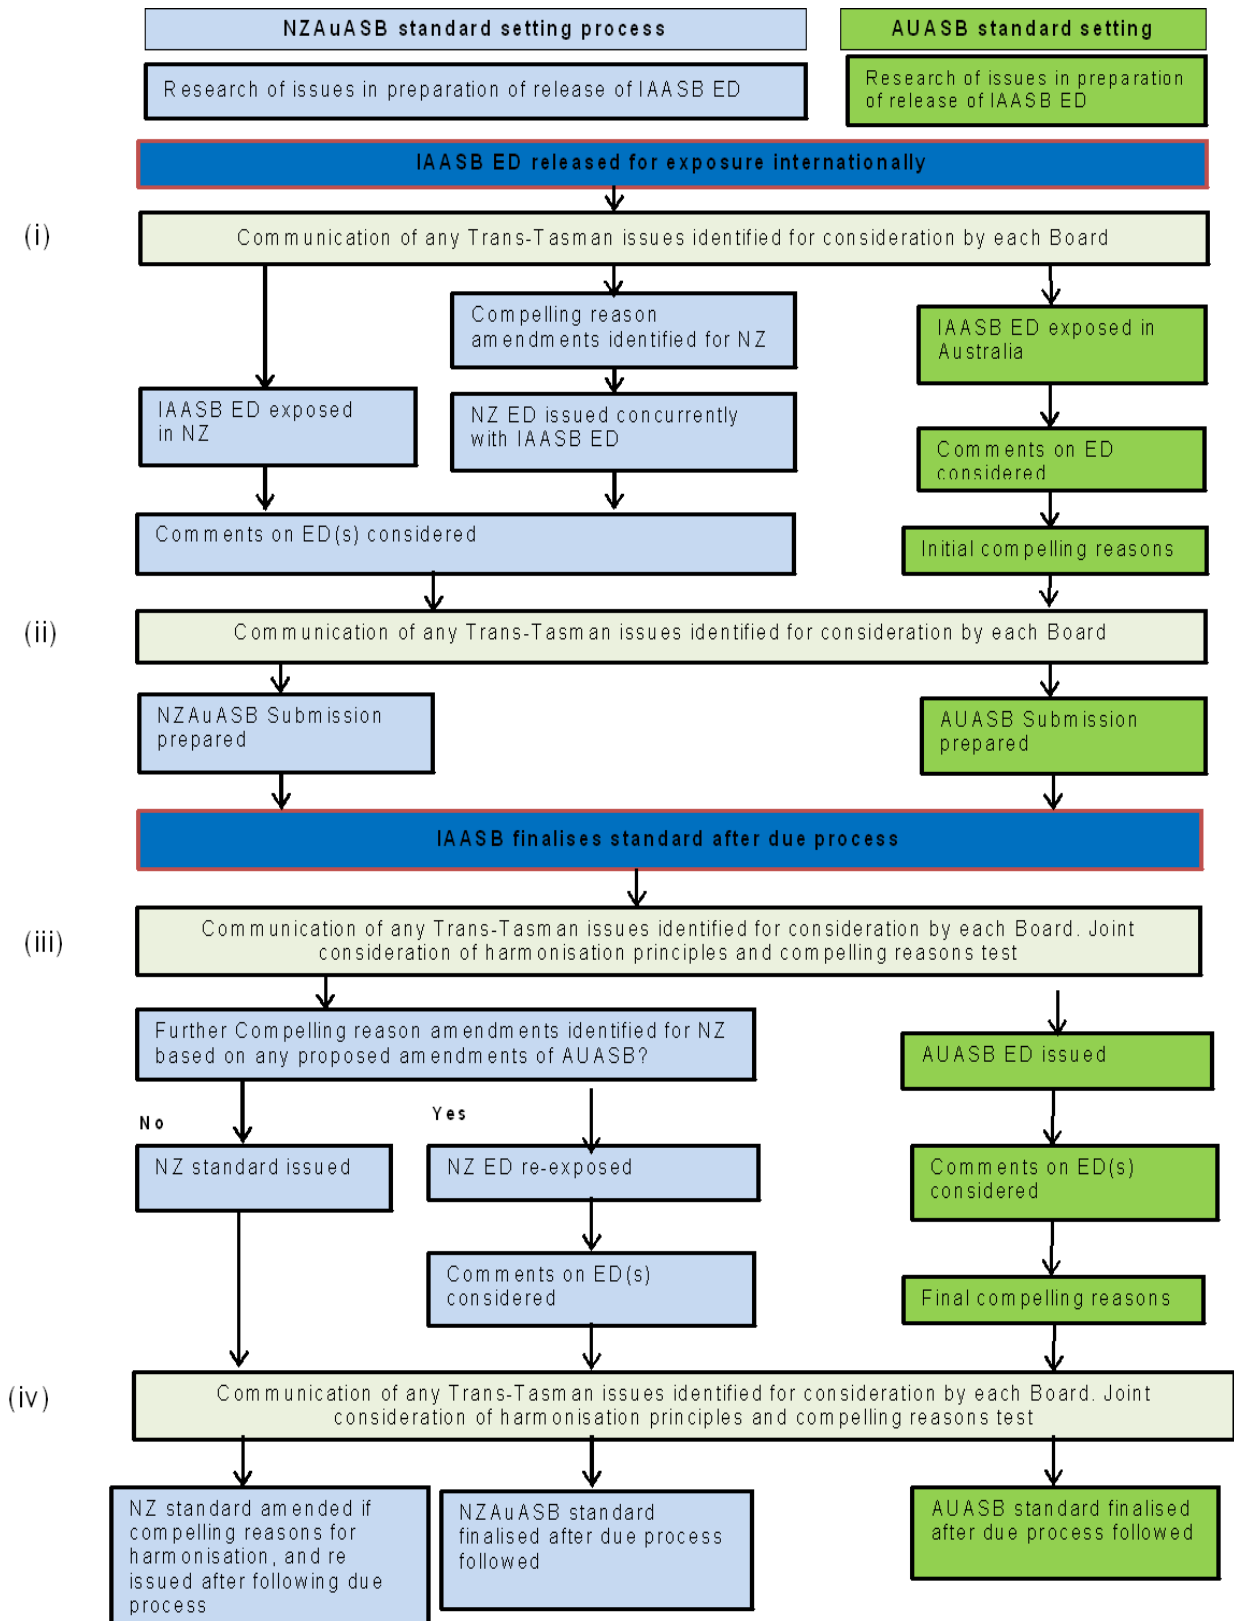 NZAuASB standard setting process
AUASB standard setting
Research of issues in preparation of release of IAASB ED
Research of issues in preparation
of release of IAASB ED
IAASB ED released for exposure internationally
(i)
Communication of any Trans-Tasman issues identified for consideration by each Board
Compelling reason
amendments identified for NZ
IAASB ED exposed in
Australia
IAASB ED exposed
in NZ
NZ ED issued concurrently
with IAASB ED
Comments on ED
considered
Comments on ED(s) considered
Initial compelling reasons
(ii)
Communication of any Trans-Tasman issues identified for consideration by each Board
NZAuASB Submission
prepared
AUASB Submission
prepared
IAASB finalises standard after due process
(iii)
Communication of any Trans-Tasman issues identified for consideration by each Board. Joint
consideration of harmonisation principles and compelling reasons test
Further Compelling reason amendments identified for NZ
based on any proposed amendments of AUASB?
AUASB ED issued
No
Yes
NZ standard issued
NZ ED re-exposed
Comments on ED(s)
considered
Comments on ED(s)
considered
Final compelling reasons
(iv)
Communication of any Trans-Tasman issues identified for consideration by each Board. Joint
consideration of harmonisation principles and compelling reasons test
NZ standard amended if
compelling reasons for
harmonisation, and re
issued after following due
process
NZAuASB standard
finalised after due process
followed
AUASB standard finalised
after due process followed